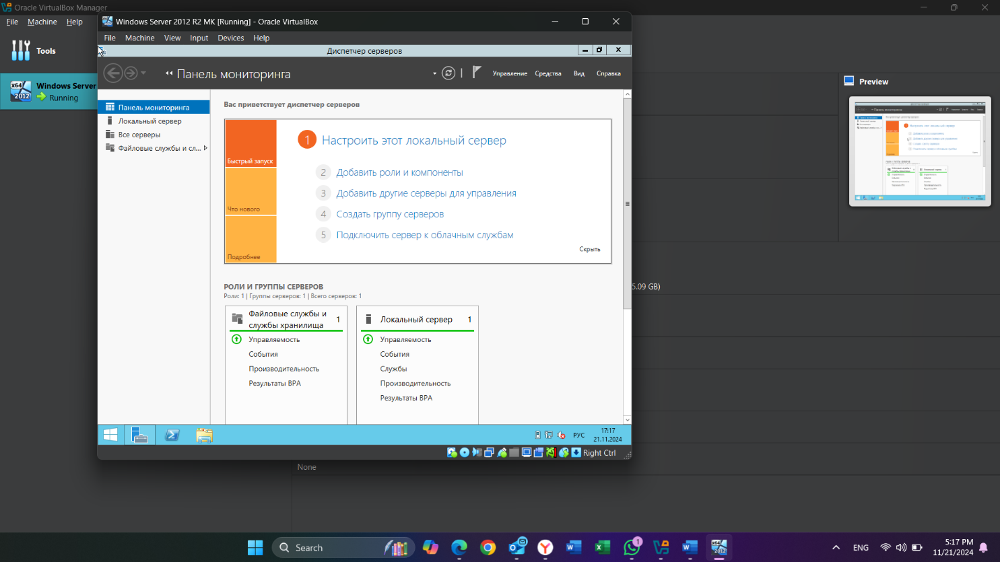 Oracle VirtualBox Manager
File Machine Help
Tools
Windows Server
Running
Windows Server 2012 R2 MK [Running] - Oracle VirtualBox
File Machine View Input Devices Help
Диспетчер серверов
Панель мониторинга
Управление Средства Вид Справка
Панель мониторинга
Локальный сервер
Все серверы
Файловые службы и сл...
Вас приветствует диспетчер серверов
Быстрый запуск
Что нового
Подробнее
1 Настроить этот локальный сервер
2 Добавить роли и компоненты
3 Добавить другие серверы для управления
4 Создать группу серверов
5 Подключить сервер к облачным службам
Скрыть
РОЛИ И ГРУППЫ СЕРВЕРОВ
Роли: 1 | Группы серверов: 1 | Всего серверов: 1
Файловые службы и службы хранилища 1
Управляемость
События
Производительность
Результаты BPA
Локальный сервер 1
Управляемость
События
Службы
Производительность
Результаты BPA
РУС
17:17
21.11.2024
Right Ctrl
Preview
5.09 GB)
None
Search
1
ENG
5:17 PM
11/21/2024